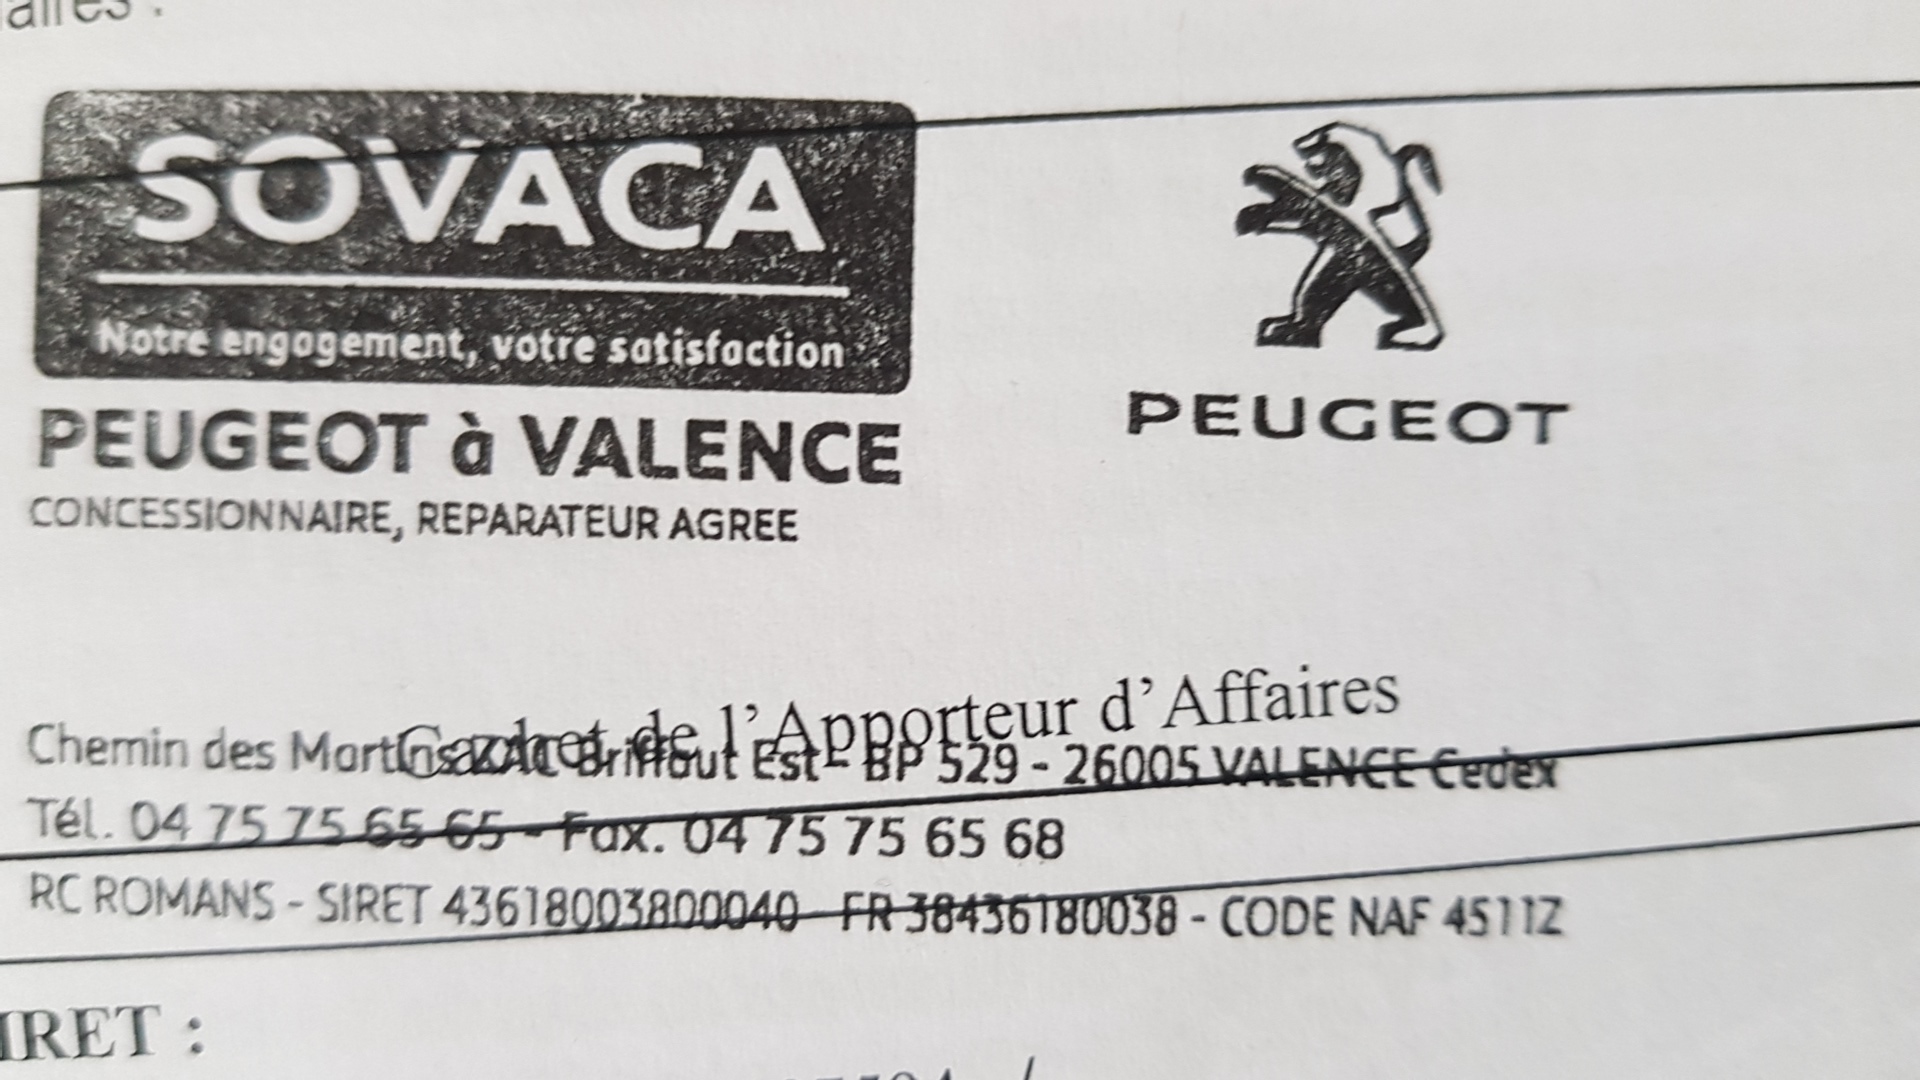 aires :
SOVACA
Notre engagement, votre satisfaction
PEUGEOT à VALENCE
CONCESSIONNAIRE, REPARATEUR AGREE
PEUGEOT
Cachet de l'Apporteur d'Affaires
Chemin des Martins ZAC Briffaut Est - BP 529 - 26005 VALENCE Cedex
Tél. 04 75 75 65 65 - Fax. 04 75 75 65 68
RC ROMANS - SIRET 43618003800040 - FR 38436180038 - CODE NAF 4511Z
IRET :